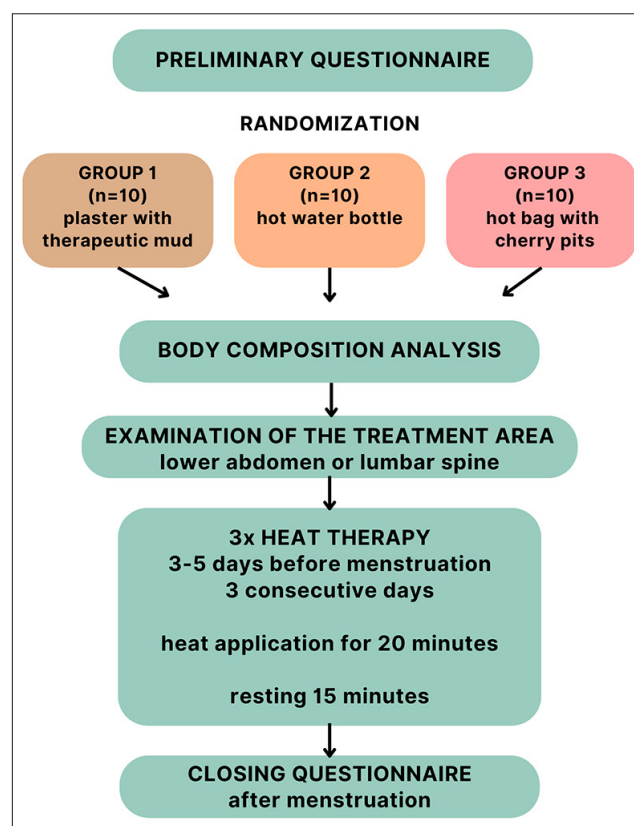 PRELIMINARY QUESTIONNAIRE
RANDOMIZATION
GROUP 1
(n=10)
plaster with
therapeutic mud
GROUP 2
(n=10)
hot water bottle
GROUP 3
(n=10)
hot bag with
cherry pits
BODY COMPOSITION ANALYSIS
EXAMINATION OF THE TREATMENT AREA
lower abdomen or lumbar spine
3x HEAT THERAPY
3-5 days before menstruation
3 consecutive days
heat application for 20 minutes
resting 15 minutes
CLOSING QUESTIONNAIRE
after menstruation